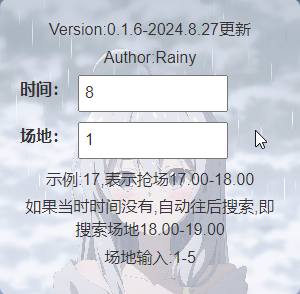 Version:0.1.6-2024.8.27更新
Author:Rainy
时间： 8
场地： 1
示例:17,表示抢场17.00-18.00
如果当时时间没有,自动往后搜索,即
搜索场地18.00-19.00
场地输入:1-5